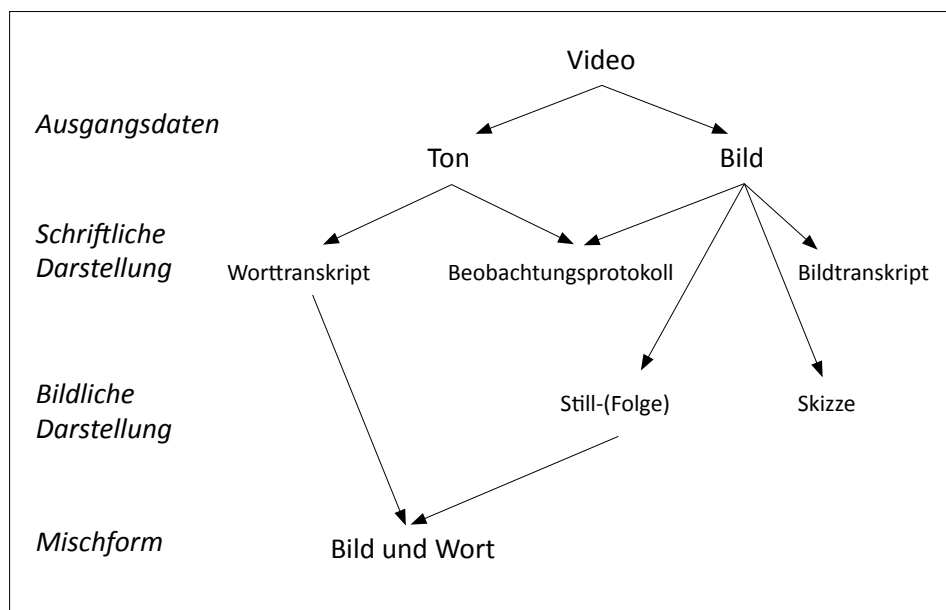 Video
Ausgangsdaten
Ton
Bild
Schriftliche
Darstellung
Worttranskript
Beobachtungsprotokoll
Bildtranskript
Bildliche
Darstellung
Still-(Folge)
Skizze
Mischform
Bild und Wort